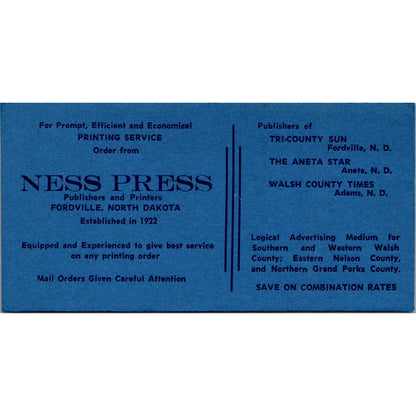 For Prompt, Efficient and Economical
PRINTING SERVICE
Order from
NESS PRESS
Publishers and Printers
FORDVILLE, NORTH DAKOTA
Established in 1922
Equipped and Experienced to give best service
on any printing order
Mail Orders Given Careful Attention
Publishers of
TRI-COUNTY SUN
Fordville, N. D.
THE ANETA STAR
Aneta, N. D.
WALSH COUNTY TIMES
Adams, N. D.
Logical Advertising Medium for
Southern and Western Walsh
County; Eastern Nelson County,
and Northern Grand Forks County.
SAVE ON COMBINATION RATES